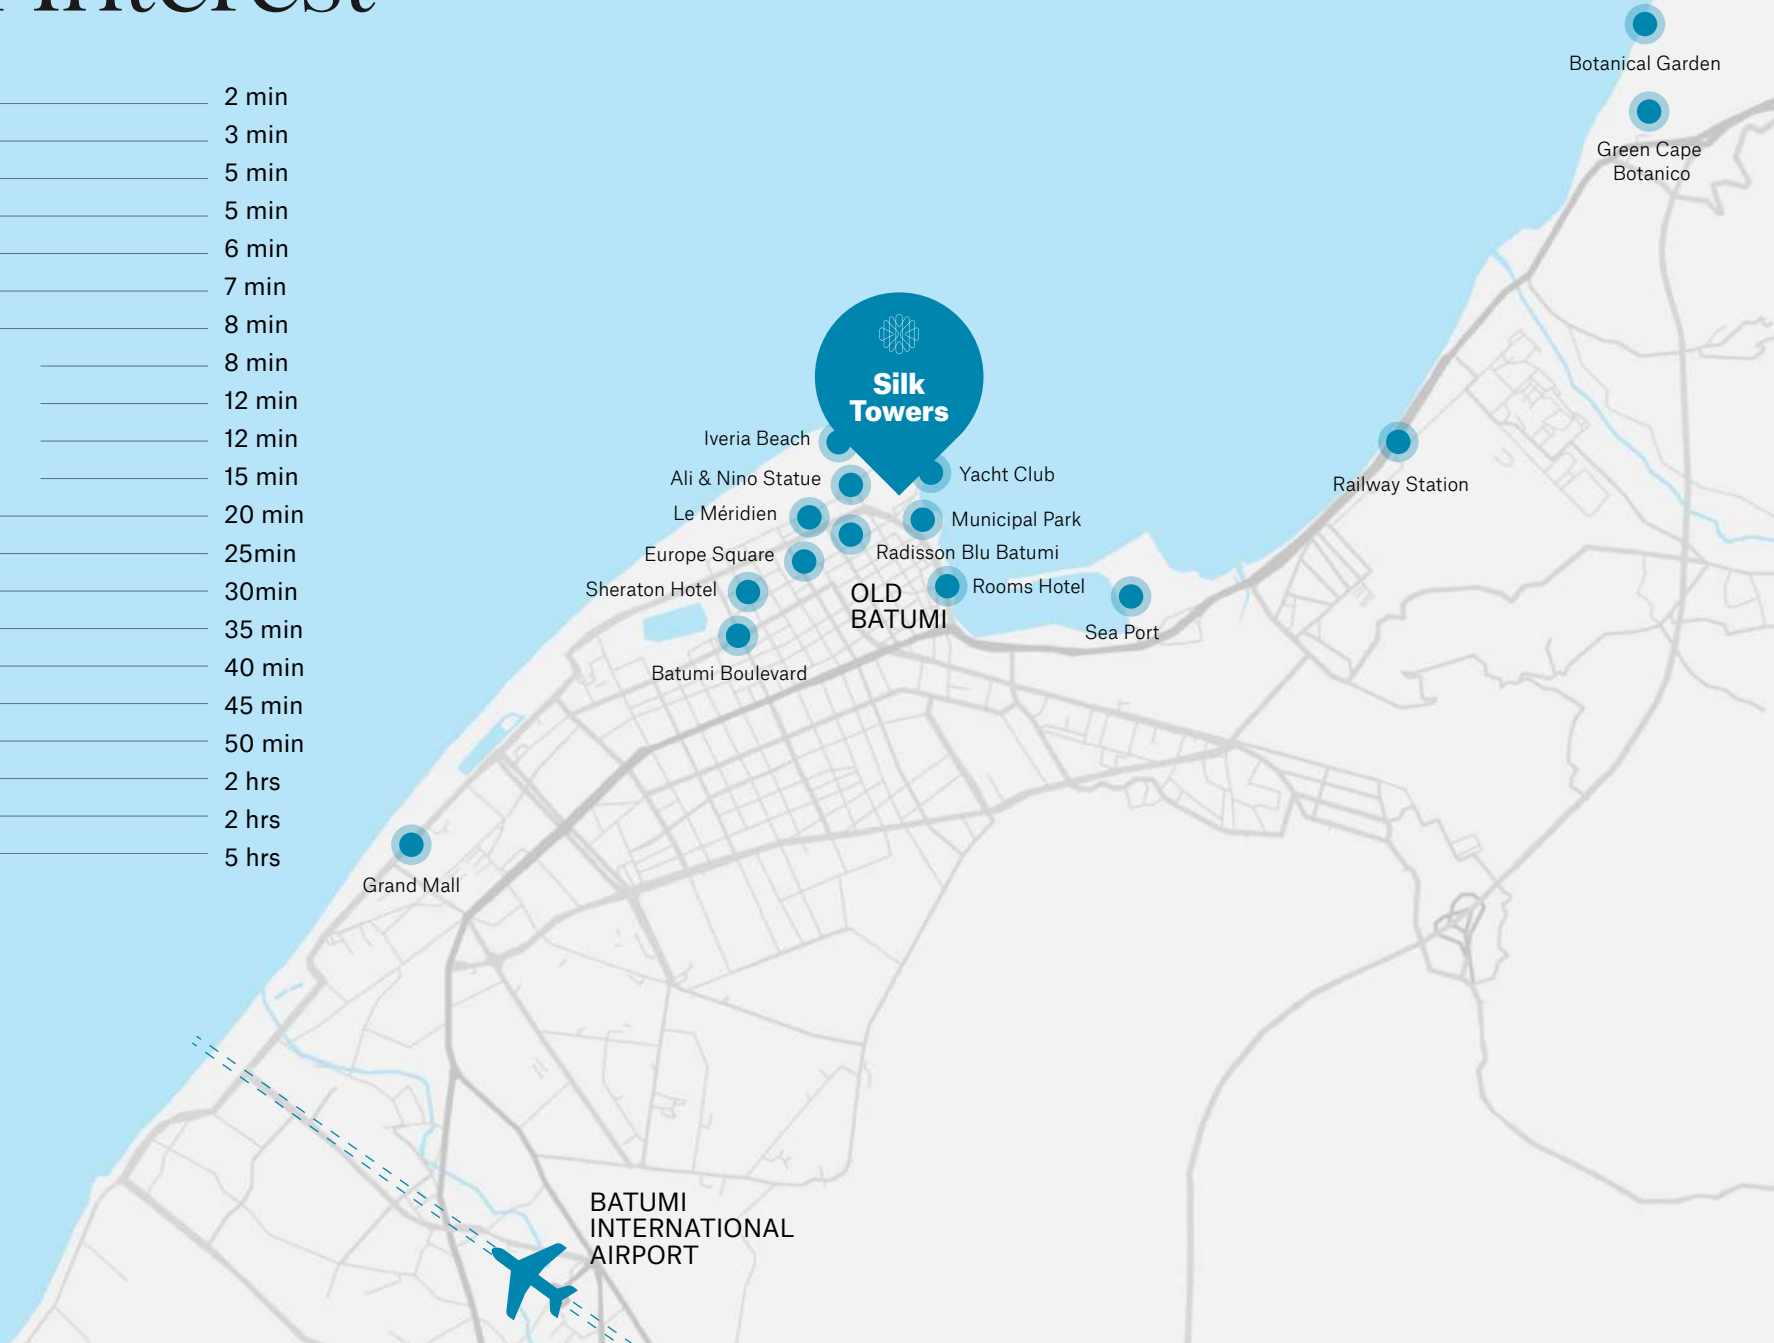 Interest
2 min
3 min
5 min
5 min
6 min
7 min
8 min
8 min
12 min
12 min
15 min
20 min
25min
30min
35 min
40 min
45 min
50 min
2 hrs
2 hrs
5 hrs
Botanical Garden
Green Cape
Botanico
Silk
Towers
Iveria Beach
Ali & Nino Statue
Yacht Club
Railway Station
Le Méridien
Municipal Park
Europe Square
Radisson Blu Batumi
Sheraton Hotel
OLD
BATUMI
Rooms Hotel
Sea Port
Batumi Boulevard
Grand Mall
BATUMI
INTERNATIONAL
AIRPORT